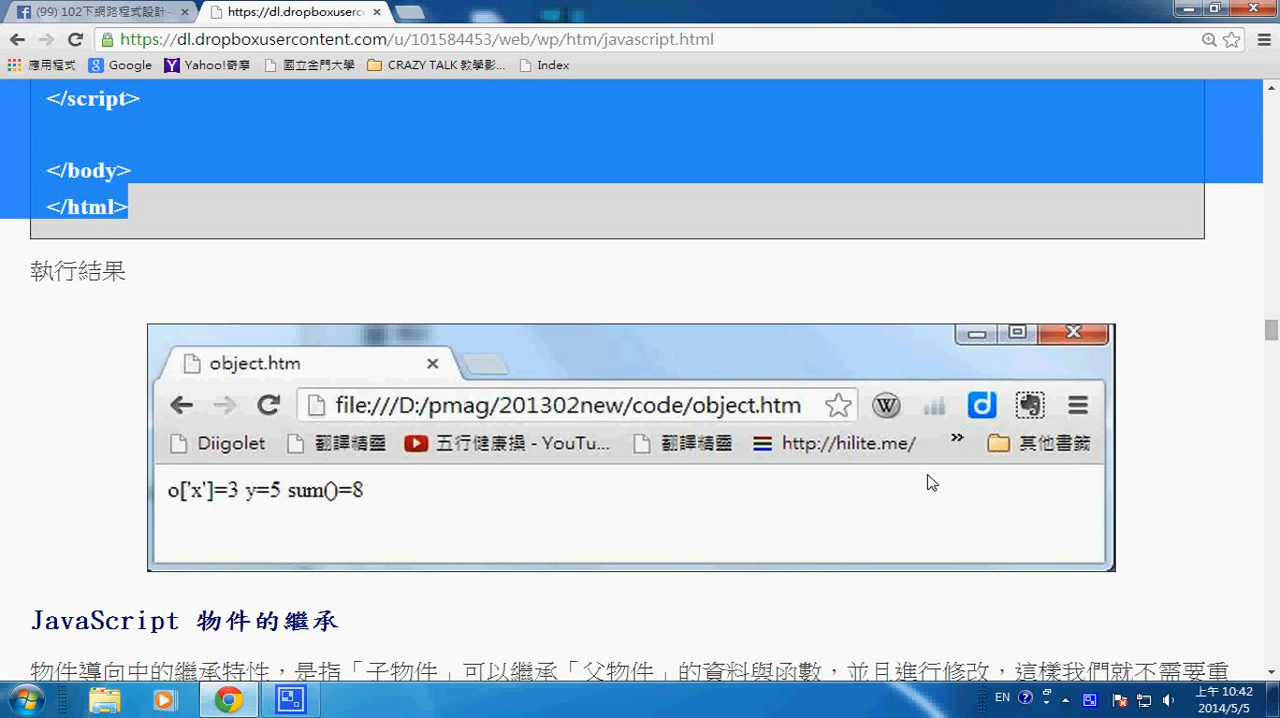 (99) 102下網路程式設計-
https://dl.dropboxuserco
https://dl.dropboxusercontent.com/u/101584453/web/wp/htm/javascript.html
應用程式
Google
Yahoo!奇摩
國立金門大學
CRAZY TALK 教學影...
Index
</script>
</body>
</html>
執行結果
object.htm
file:///D:/pmag/201302new/code/object.htm
Diigolet
翻譯精靈
五行健康操 - YouTu...
翻譯精靈
http://hilite.me/
»
其他書籤
o['x']=3 y=5 sum()=8
JavaScript 物件的繼承
物件導向中的繼承特性，是指「子物件」可以繼承「父物件」的資料與函數，並且進行修改，這樣我們就不需要重
EN
上午 10:42
2014/5/5